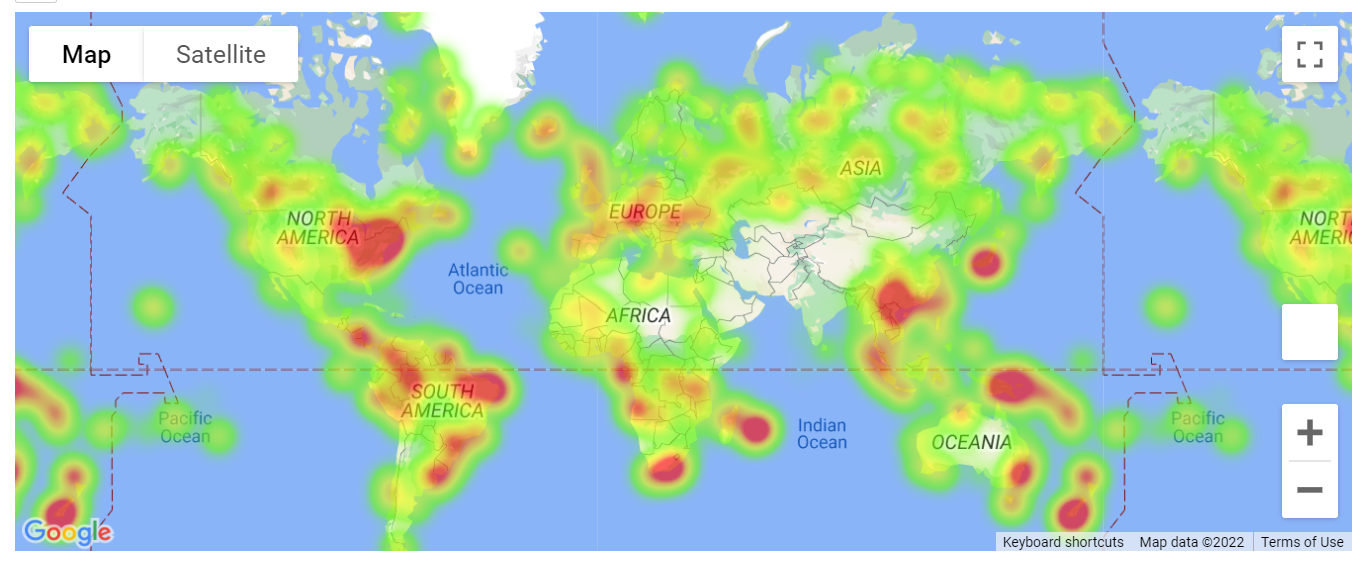 Map
Satellite
ASIA
NORTH
AMERICA
EUROPE
NORT
AMERIC
Atlantic
Ocean
AFRICA
SOUTH
AMERICA
Pacific
Ocean
Indian
Ocean
OCEANIA
Pacific
Ocean
Google
Keyboard shortcuts
Map data ©2022
Terms of Use